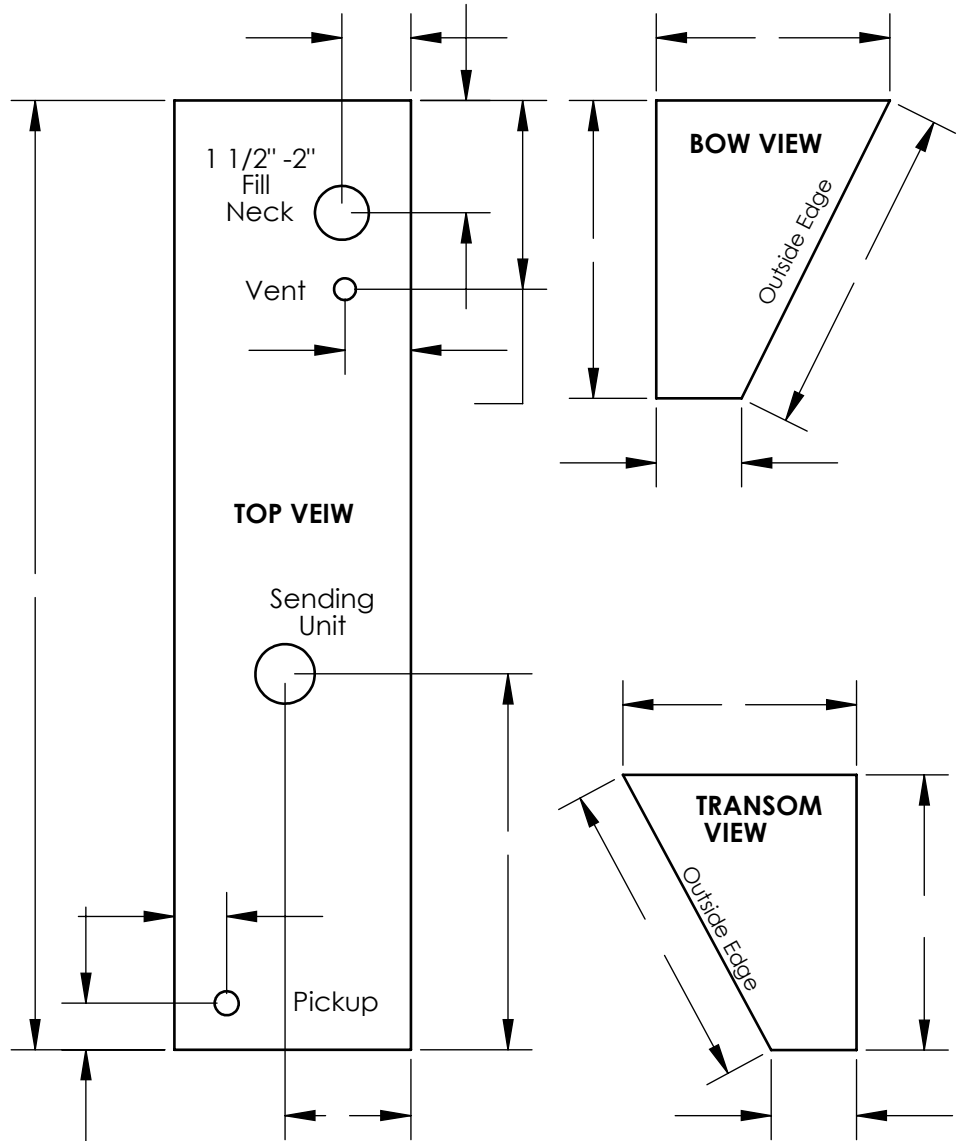 1 1/2" -2"
Fill
Neck
Vent
TOP VEIW
Sending
Unit
Pickup
BOW VIEW
Outside Edge
TRANSOM
VIEW
Outside Edge